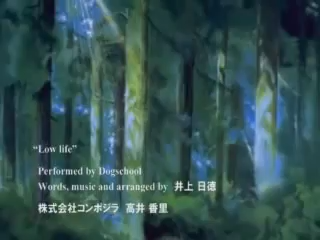 “Low life”
Performed by Dogschool
Words, music and arranged by 井上 日徳
株式会社コンポジラ 高井 香里